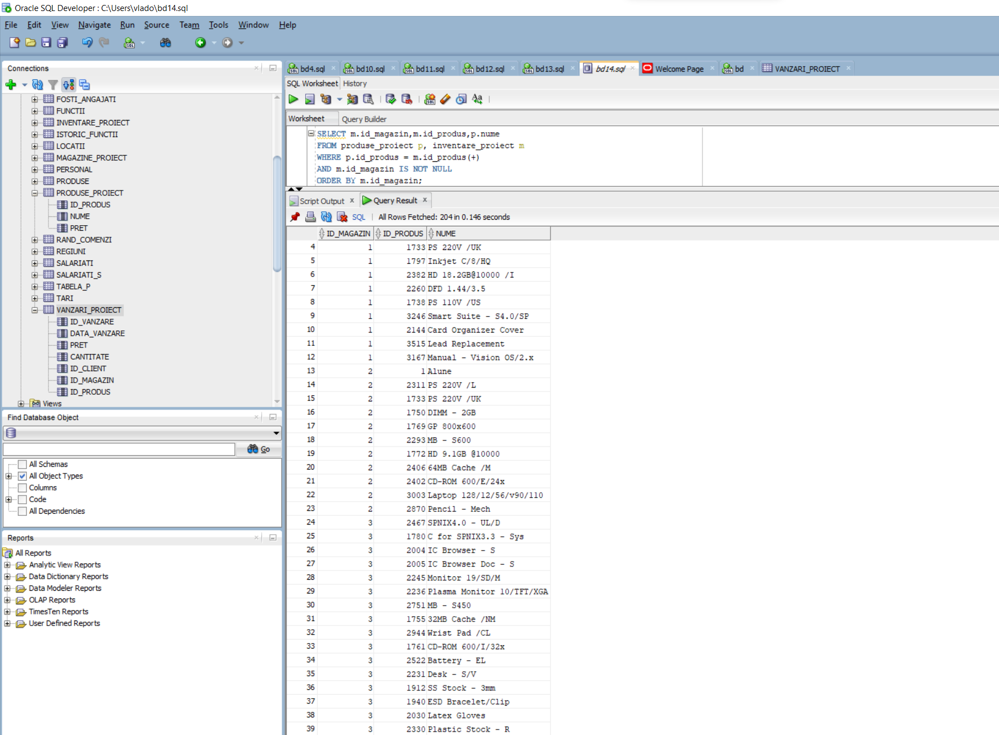 Oracle SQL Developer : C:\Users\vlado\bd14.sql
File Edit View Navigate Run Source Team Tools Window Help
Connections
FOSTI_ANGAJATI
FUNCTII
INVENTARE_PROIECT
ISTORIC_FUNCTII
LOCATII
MAGAZINE_PROIECT
PERSONAL
PRODUSE
PRODUSE_PROIECT
ID_PRODUS
NUME
PRET
RAND_COMENZI
REGIUNI
SALARIATI
SALARIATI_S
TABELA_P
TARI
VANZARI_PROIECT
ID_VANZARE
DATA_VANZARE
PRET
CANTITATE
ID_CLIENT
ID_MAGAZIN
ID_PRODUS
Views
Find Database Object
Go
All Schemas
All Object Types
Columns
Code
All Dependencies
Reports
All Reports
Analytic View Reports
Data Dictionary Reports
Data Modeler Reports
OLAP Reports
TimesTen Reports
User Defined Reports
bd4.sql bd10.sql bd11.sql bd12.sql bd13.sql bd14.sql Welcome Page bd VANZARI_PROIECT
SQL Worksheet History
Worksheet Query Builder
SELECT m.id_magazin,m.id_produs,p.nume
FROM produse_proiect p, inventare_proiect m
WHERE p.id_produs = m.id_produs(+)
AND m.id_magazin IS NOT NULL
ORDER BY m.id_magazin;
Script Output x Query Result x
SQL | All Rows Fetched: 204 in 0.146 seconds
ID_MAGAZIN ID_PRODUS NUME
4 1 1733 PS 220V /UK
5 1 1797 Inkjet C/8/HQ
6 1 2382 HD 18.2GB@10000 /I
7 1 2260 DFD 1.44/3.5
8 1 1738 PS 110V /US
9 1 3246 Smart Suite - S4.0/SP
10 1 2144 Card Organizer Cover
11 1 3515 Lead Replacement
12 1 3167 Manual - Vision OS/2.x
13 2 1 Alune
14 2 2311 PS 220V /L
15 2 1733 PS 220V /UK
16 2 1750 DIMM - 2GB
17 2 1769 GP 800x600
18 2 2293 MB - S600
19 2 1772 HD 9.1GB @10000
20 2 2406 64MB Cache /M
21 2 2402 CD-ROM 600/E/24x
22 2 3003 Laptop 128/12/56/v90/110
23 2 2870 Pencil - Mech
24 3 2467 SPNIX4.0 - UL/D
25 3 1780 C for SPNIX3.3 - Sys
26 3 2004 IC Browser - S
27 3 2005 IC Browser Doc - S
28 3 2245 Monitor 19/SD/M
29 3 2236 Plasma Monitor 10/TFT/XGA
30 3 2751 MB - S450
31 3 1755 32MB Cache /NM
32 3 2944 Wrist Pad /CL
33 3 1761 CD-ROM 600/I/32x
34 3 2522 Battery - EL
35 3 2231 Desk - S/V
36 3 1912 SS Stock - 3mm
37 3 1940 ESD Bracelet/Clip
38 3 2030 Latex Gloves
39 3 2330 Plastic Stock - R